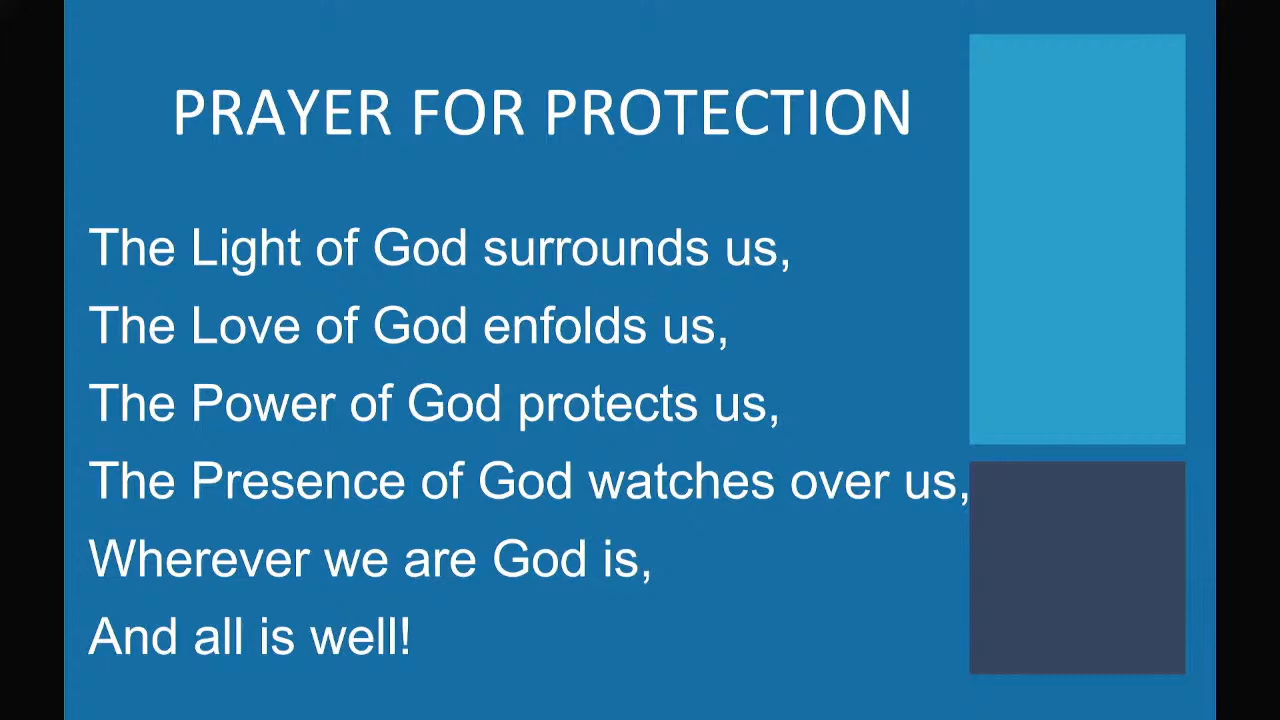 PRAYER FOR PROTECTION
The Light of God surrounds us,
The Love of God enfolds us,
The Power of God protects us,
The Presence of God watches over us,
Wherever we are God is,
And all is well!